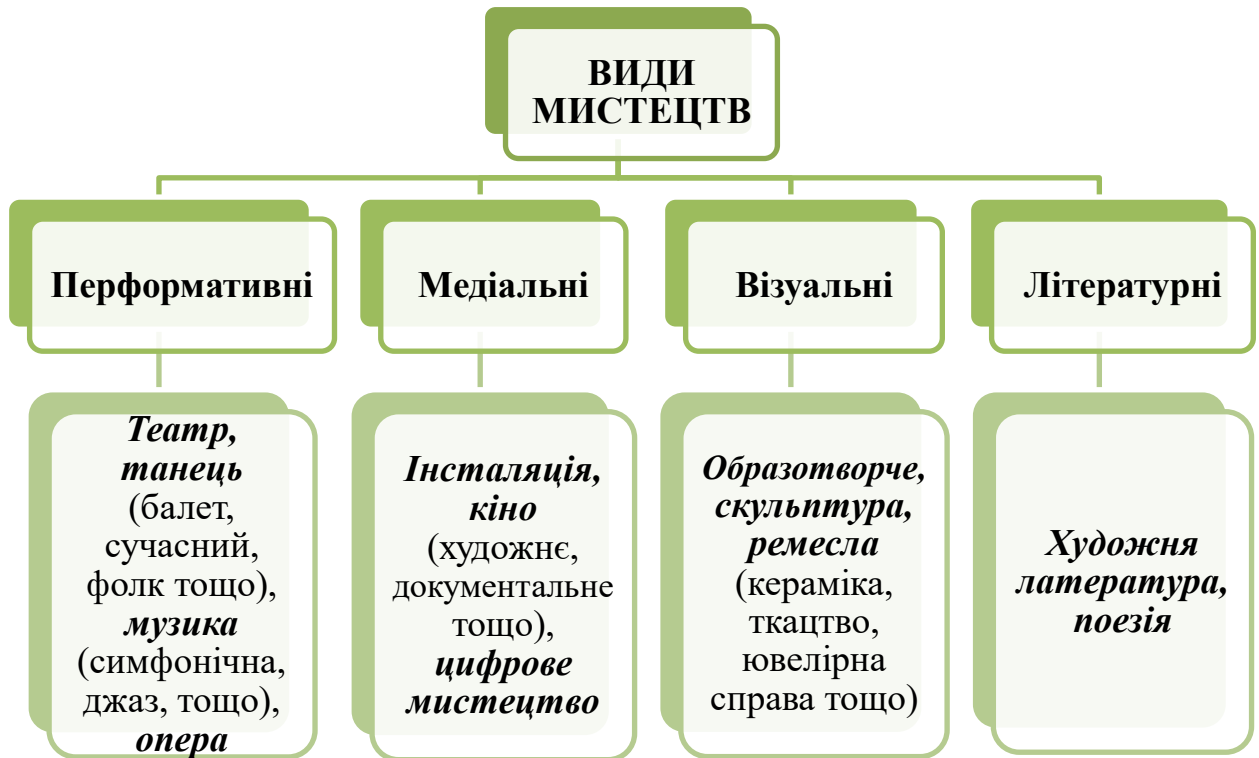 ВИДИ
МИСТЕЦТВ
Перформативні
Медіальні
Візуальні
Літературні
Театр,
танець
(балет,
сучасний,
фолк тощо),
музика
(симфонічна,
джаз, тощо),
опера
Інсталяція,
кіно
(художнє,
документальне
тощо),
цифрове
мистецтво
Образотворче,
скульптура,
ремесла
(кераміка,
ткацтво,
ювелірна
справа тощо)
Художня
латература,
поезія